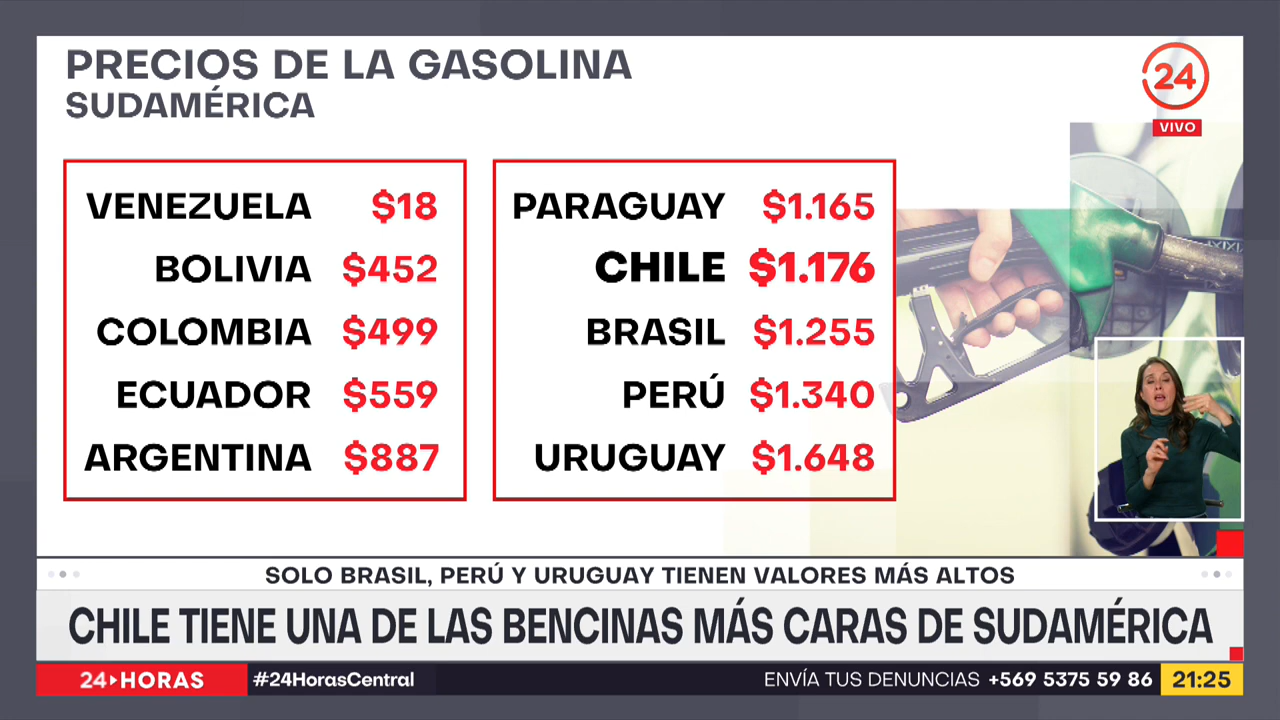 PRECIOS DE LA GASOLINA
SUDAMÉRICA
24
VIVO
VENEZUELA $18
BOLIVIA $452
COLOMBIA $499
ECUADOR $559
ARGENTINA $887
PARAGUAY $1.165
CHILE $1.176
BRASIL $1.255
PERÚ $1.340
URUGUAY $1.648
SOLO BRASIL, PERÚ Y URUGUAY TIENEN VALORES MÁS ALTOS
CHILE TIENE UNA DE LAS BENCINAS MÁS CARAS DE SUDAMÉRICA
24 HORAS #24HorasCentral ENVÍA TUS DENUNCIAS +569 5375 59 86 21:25